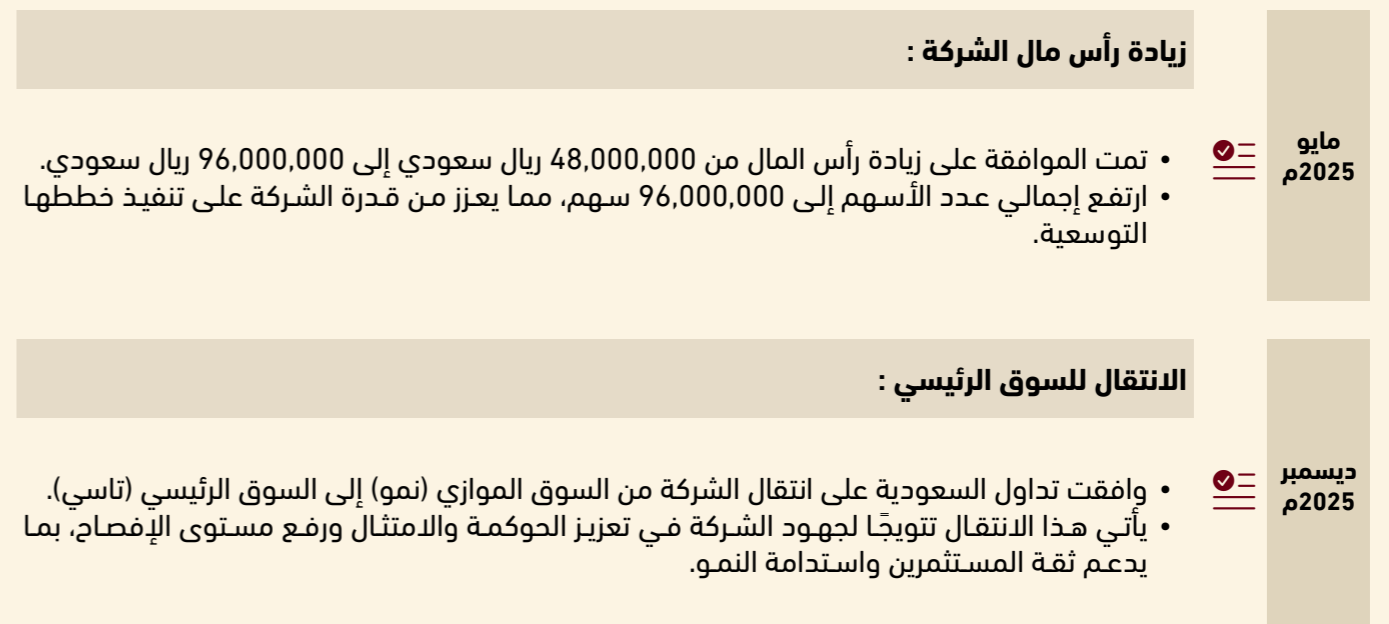 مايو
2025م
زيادة رأس مال الشركة :
• تمت الموافقة على زيادة رأس المال من 48,000,000 ريال سعودي إلى 96,000,000 ريال سعودي.
• ارتفع إجمالي عدد الأسهم إلى 96,000,000 سهم، مما يعزز من قدرة الشركة على تنفيذ خططها
التوسعية.
ديسمبر
2025م
الانتقال للسوق الرئيسي :
• وافقت تداول السعودية على انتقال الشركة من السوق الموازي (نمو) إلى السوق الرئيسي (تاسي).
• يأتي هذا الانتقال تتويجًا لجهود الشركة في تعزيز الحوكمة والامتثال ورفع مستوى الإفصاح، بما
يدعم ثقة المستثمرين واستدامة النمو.